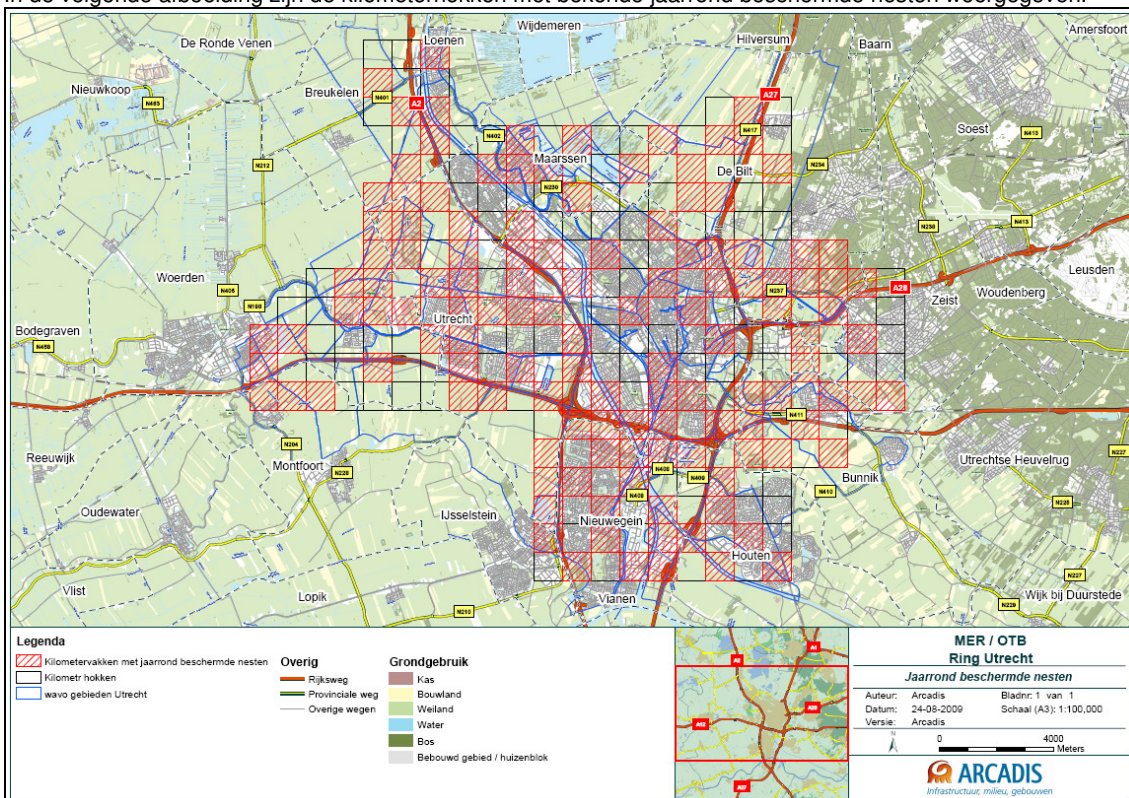 In de volgende afbeelding zijn de kilometerhokken met bekende jaarrond beschermde nesten weergegeven.
Wijdemeren
De Ronde Venen
Loenen
Hilversum
Baarn
Amersfoort
Nieuwkoop
Breukelen
N463
N401
A2
A27
N402
N417
Soest
N413
N212
Maarssen
De Bilt
N234
N230
N238
N413
Woerden
Leusden
N405
N237
A28
Woudenberg
Zeist
N198
Utrecht
Bodegraven
N458
N411
N204
Reeuwijk
Montfoort
N228
N408
N409
Bunnik
Utrechtse Heuvelrug
N227
Oudewater
N408
N410
N225
IJsselstein
Nieuwegein
Houten
Vlist
Lopik
N210
Vianen
N227
Wijk bij Duurstede
N229
Legenda
Kilometervakken met jaarrond beschermde nesten
Kilometr hokken
wavo gebieden Utrecht
Overig
Rijksweg
Provinciale weg
Overige wegen
Grondgebruik
Kas
Bouwland
Weiland
Water
Bos
Bebouwd gebied / huizenblok
A2
A1
A28
A12
A27
MER / OTB
Ring Utrecht
Jaarrond beschermde nesten
Auteur: Arcadis Bladnr: 1 van 1
Datum: 24-08-2009 Schaal (A3): 1:100,000
Versie: Arcadis
N
0 4000
Meters
ARCADIS
Infrastructuur, milieu, gebouwen